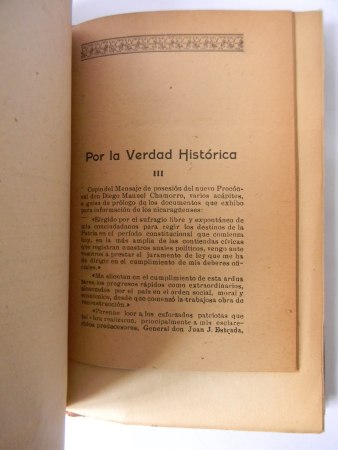 Por la Verdad Histórica
III
Copio del Mensaje de posesión del nuevo Procón-
sul don Diego Manuel Chamorro, varios acápites,
a guisa de prólogo de los documentos que exhibo
para información de los nicaragüenses:
«Elegido por el sufragio libre y expontáneo de
mis conciudadanos para regir los destinos de la
Patria en el período constitucional que comienza
hoy, en la más amplia de las contiendas cívicas
que registran nuestros anales políticos, vengo ante
vosotros a prestar el juramento de ley que me ha
de dirigir en el cumplimiento de mis deberes ofi-
ciales.»
«Me alientan en el cumplimiento de esta ardua
tarea, los progresos rápidos como extraordinarios,
alcanzados por el país en el orden social, moral y
económico, desde que comenzó la trabajosa obra de
reconstrucción.»
«Perenne loor a los esforzados patriotas que
tal obra realizaron, principalmente a mis esclare-
cidos predecesores, General don Juan J. Estrada,